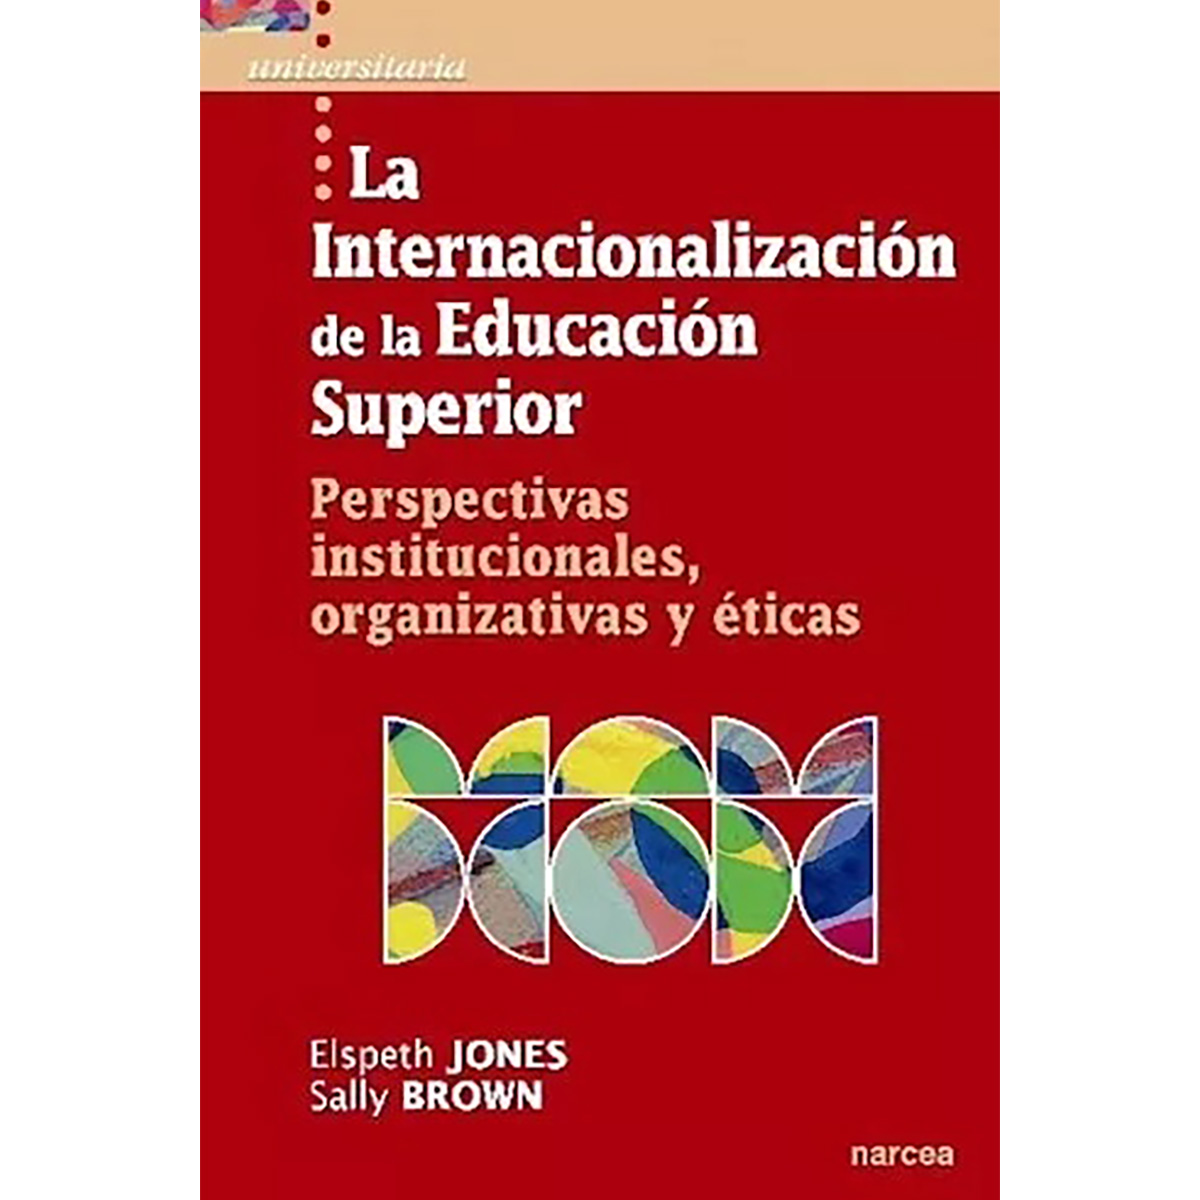 universitaria
La
Internacionalización
de la Educación
Superior
Perspectivas
institucionales,
organizativas y éticas
Elspeth JONES
Sally BROWN
narcea